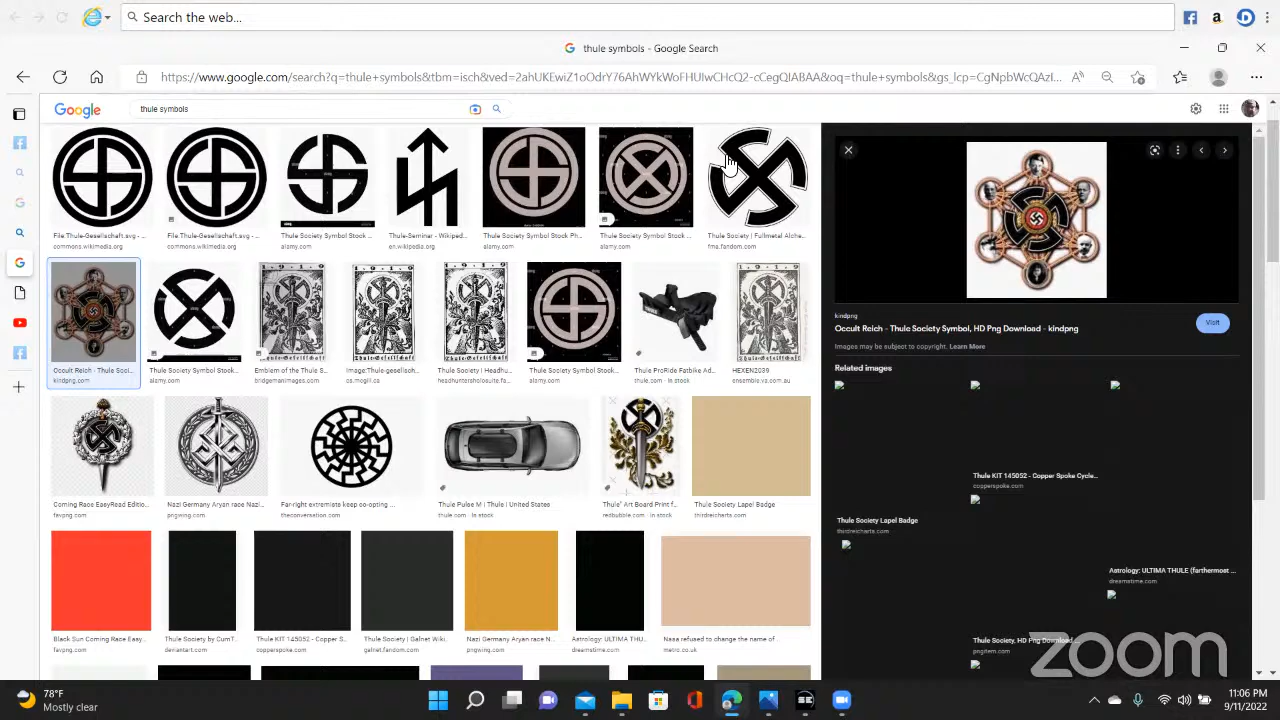 Search the web...
thule symbols - Google Search
https://www.google.com/search?q=thule+symbols&tbm=isch&ved=2ahUKEwiZ1oOdrY76AhWYkWoFHUIwCHcQ2-cCegQIABAA&oq=thule+symbols&gs_lcp=CgNpbWcQAzI...
Google
thule symbols
File:Thule-Gesellschaft.svg - ...
commons.wikimedia.org
File:Thule-Gesellschaft.svg - ...
commons.wikimedia.org
Thule Society Symbol Stock ...
alamy.com
Thule-Seminar - Wikiped...
en.wikipedia.org
Thule Society Symbol Stock Ph...
alamy.com
Thule Society Symbol Stock ...
alamy.com
Thule Society | Fullmetal Alche...
fma.fandom.com
Occult Reich - Thule Soci...
kindpng.com
Thule Society Symbol Stock...
alamy.com
Emblem of the Thule S...
bridgemanimages.com
Image:Thule-gesellsch...
cs.mcgill.ca
Thule Society | Headhu...
headhuntersholosuite.fa...
Thule Society Symbol Stock...
alamy.com
Thule ProRide Fatbike Ad...
thule.com · In stock
HEXEN2039
ensemble.va.com.au
Coming Race EasyRead Editio...
favpng.com
Nazi Germany Aryan race Nazi...
pngwing.com
Far-right extremists keep co-opting ...
theconversation.com
Thule Pulse M | Thule | United States
thule.com · In stock
Thule" Art Board Print f...
redbubble.com · In stock
Thule Society Lapel Badge
thirdreicharts.com
Black Sun Coming Race Easy...
favpng.com
Thule Society by CumT...
deviantart.com
Thule KIT 145052 - Copper S...
copperspoke.com
Thule Society | Galnet Wiki...
galnet.fandom.com
Nazi Germany Aryan race N...
pngwing.com
Astrology: ULTIMA THU...
dreamstime.com
Nasa refused to change the name of...
metro.co.uk
kindpng
Occult Reich - Thule Society Symbol, HD Png Download - kindpng
Visit
Images may be subject to copyright. Learn More
Related images
Thule KIT 145052 - Copper Spoke Cycle...
copperspoke.com
Thule Society Lapel Badge
thirdreicharts.com
Astrology: ULTIMA THULE (farthermost ...
dreamstime.com
Thule Society, HD Png Download ...
pngitem.com
zoom
78°F
Mostly clear
11:06 PM
9/11/2022